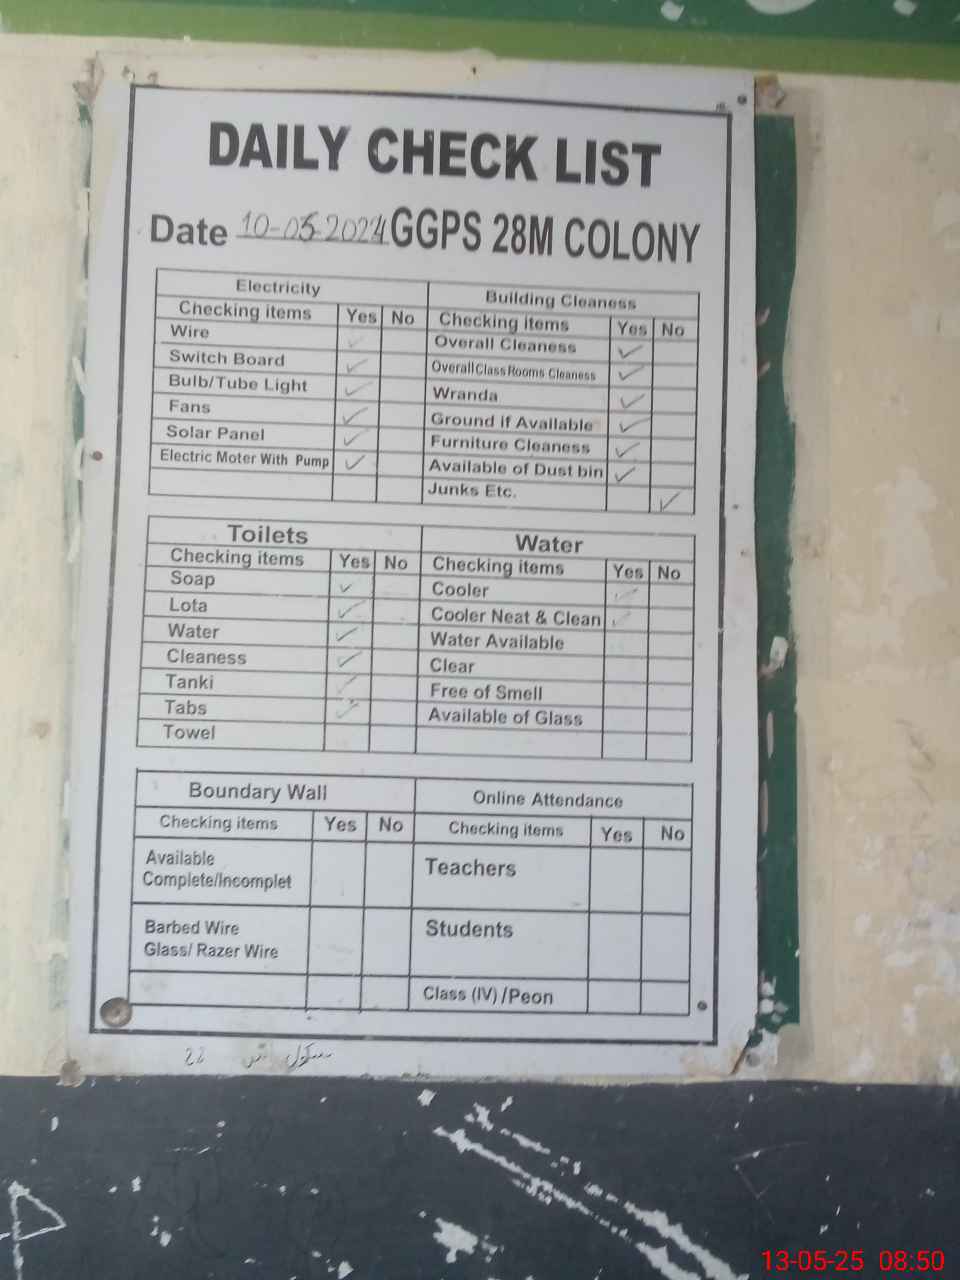 DAILY CHECK LIST
Date 10-05-2024 GGPS 28M COLONY
Electricity
Checking items Yes No
Wire ✓
Switch Board ✓
Bulb/Tube Light ✓
Fans ✓
Solar Panel ✓
Electric Moter With Pump ✓
Building Cleaness
Checking items Yes No
Overall Cleaness ✓
Overall Class Rooms Cleaness ✓
Wranda ✓
Ground if Available ✓
Furniture Cleaness ✓
Available of Dust bin ✓
Junks Etc. ✓
Toilets
Checking items Yes No
Soap ✓
Lota ✓
Water ✓
Cleaness ✓
Tanki ✓
Tabs ✓
Towel
Water
Checking items Yes No
Cooler ✓
Cooler Neat & Clean ✓
Water Available
Clear
Free of Smell
Available of Glass
Boundary Wall
Checking items Yes No
Available
Complete/Incomplet
Barbed Wire
Glass/ Razer Wire
Online Attendance
Checking items Yes No
Teachers
Students
Class (IV) /Peon
سکول
13-05-25 08:50